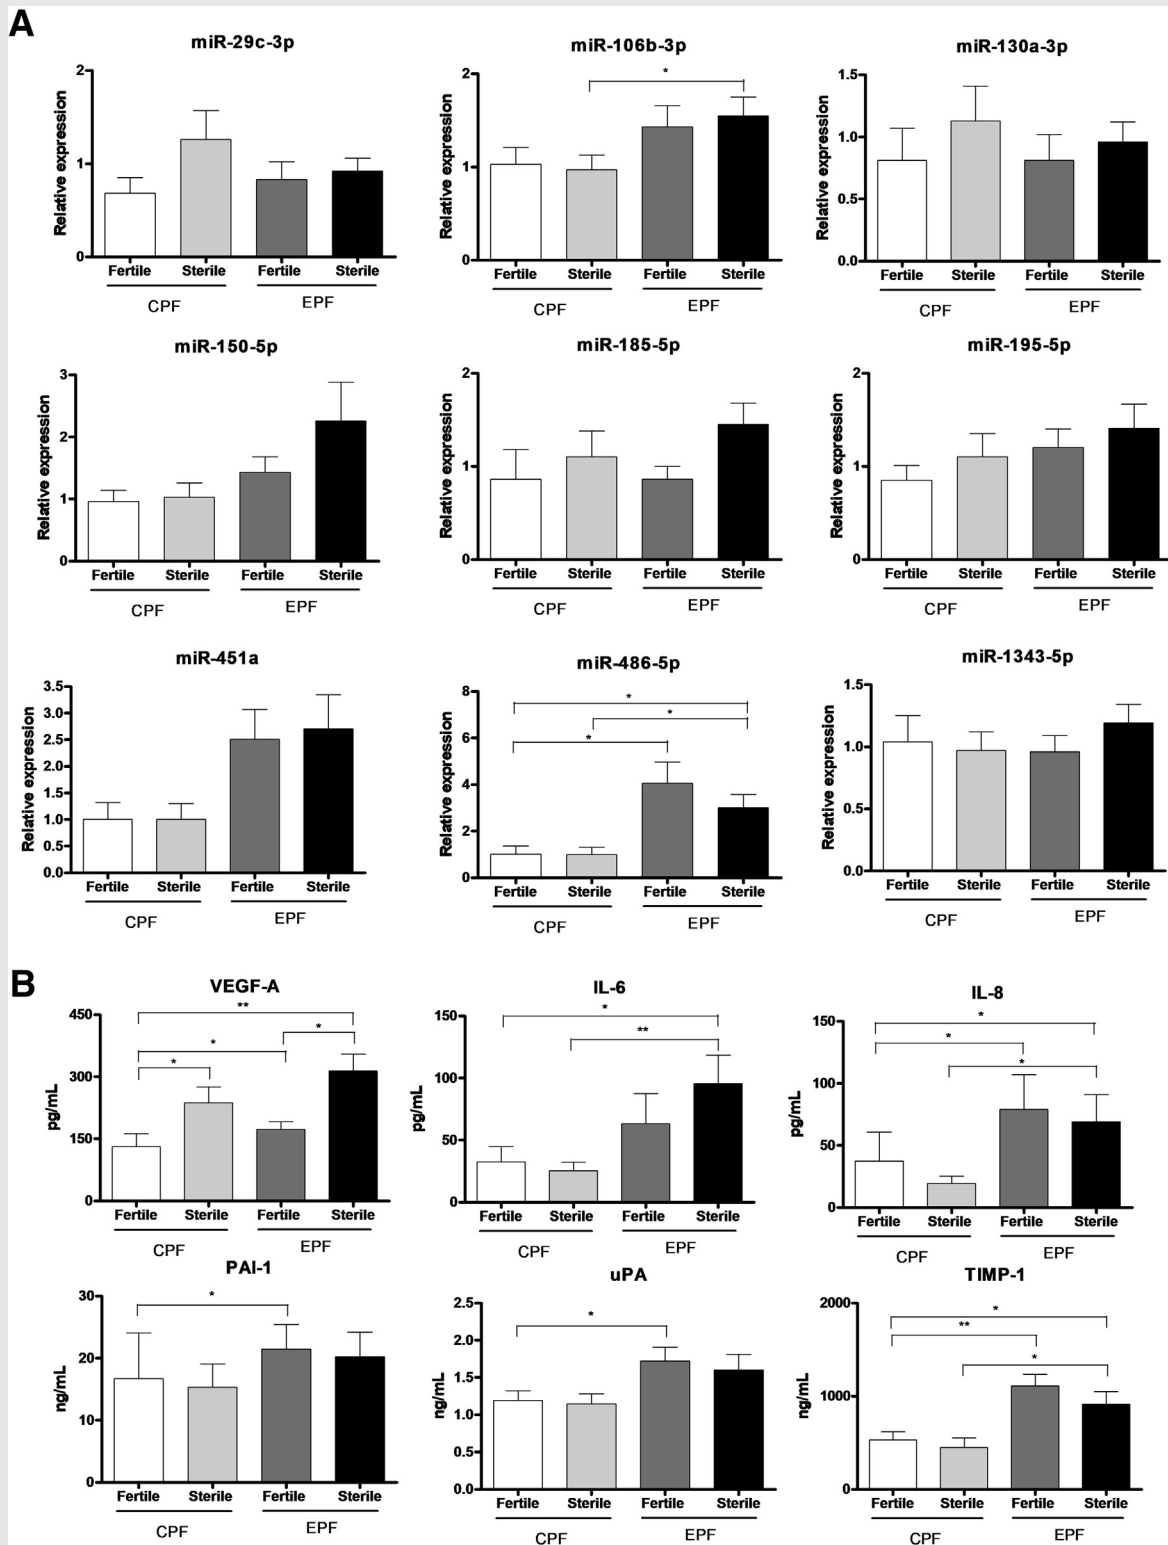 A
miR-29c-3p
Relative expression
2
1
0
Fertile Sterile Fertile Sterile
CPF EPF
miR-106b-3p
Relative expression
2
1
0
*
Fertile Sterile Fertile Sterile
CPF EPF
miR-130a-3p
Relative expression
1.5
1.0
0.5
0.0
Fertile Sterile Fertile Sterile
CPF EPF
miR-150-5p
Relative expression
3
2
1
0
Fertile Sterile Fertile Sterile
CPF EPF
miR-185-5p
Relative expression
2
1
0
Fertile Sterile Fertile Sterile
CPF EPF
miR-195-5p
Relative expression
2
1
0
Fertile Sterile Fertile Sterile
CPF EPF
miR-451a
Relative expression
3.5
3.0
2.5
2.0
1.5
1.0
0.5
0.0
Fertile Sterile Fertile Sterile
CPF EPF
miR-486-5p
Relative expression
8
6
4
2
0
*
*
*
Fertile Sterile Fertile Sterile
CPF EPF
miR-1343-5p
Relative expression
1.5
1.0
0.5
0.0
Fertile Sterile Fertile Sterile
CPF EPF
B
VEGF-A
pg/mL
450
300
150
0
**
*
*
*
Fertile Sterile Fertile Sterile
CPF EPF
IL-6
pg/mL
150
100
50
0
*
**
Fertile Sterile Fertile Sterile
CPF EPF
IL-8
pg/mL
150
100
50
0
*
*
*
Fertile Sterile Fertile Sterile
CPF EPF
PAI-1
ng/mL
30
20
10
0
*
Fertile Sterile Fertile Sterile
CPF EPF
uPA
ng/mL
2.5
2.0
1.5
1.0
0.5
0.0
*
Fertile Sterile Fertile Sterile
CPF EPF
TIMP-1
ng/mL
2000
1000
0
*
**
*
Fertile Sterile Fertile Sterile
CPF EPF